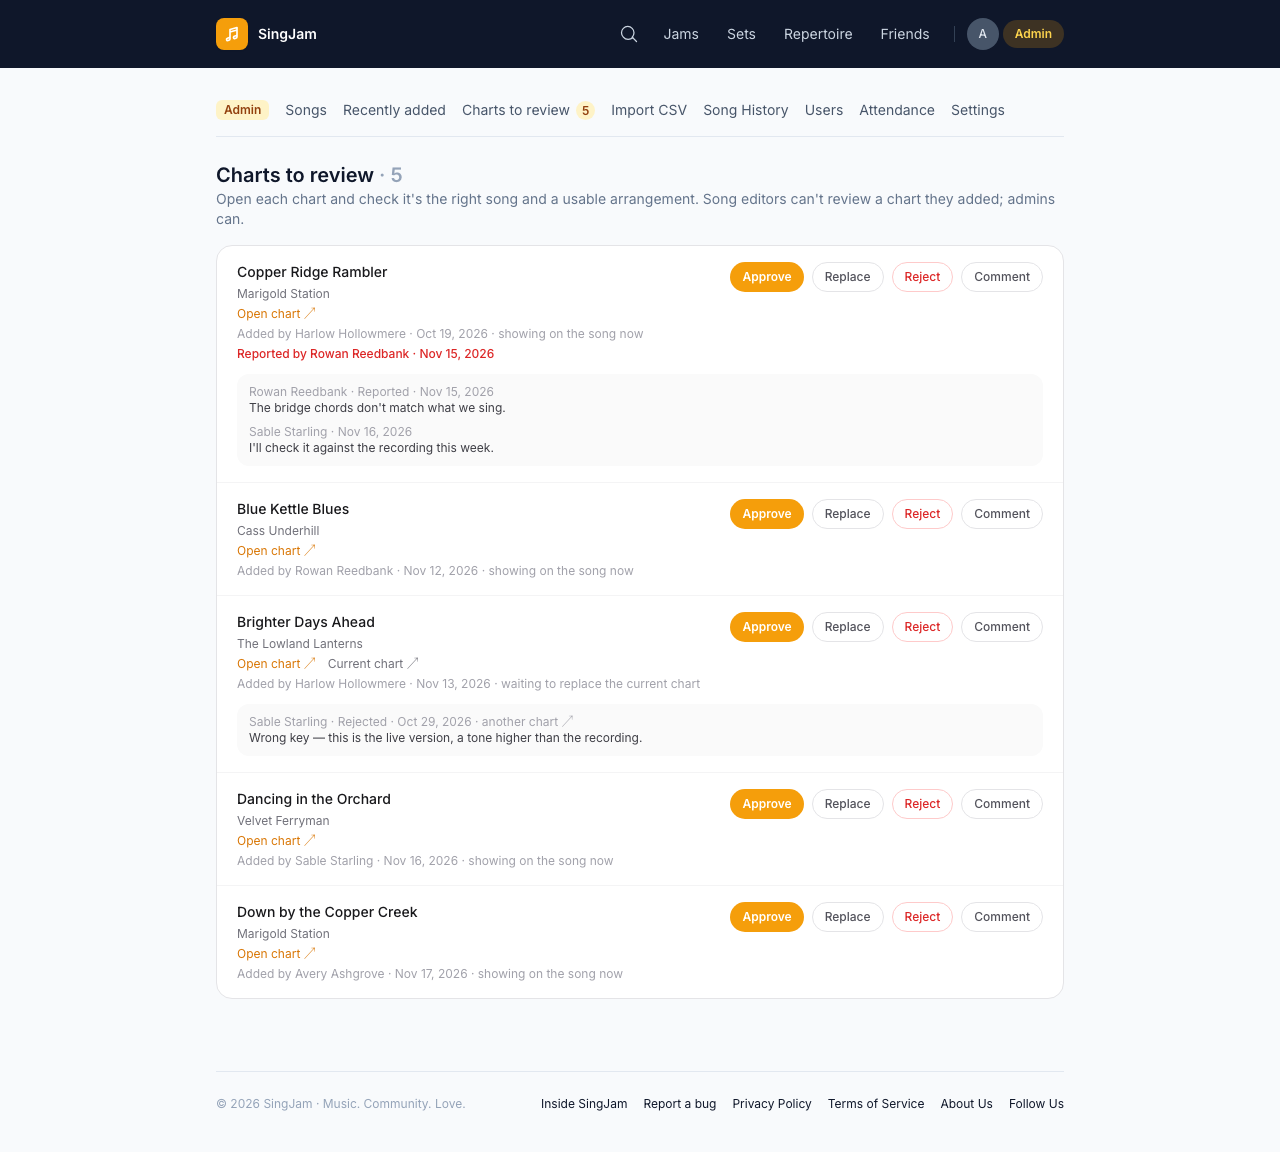 SingJam
Jams Sets Repertoire Friends A Admin
Admin Songs Recently added Charts to review 5 Import CSV Song History Users Attendance Settings
Charts to review · 5
Open each chart and check it's the right song and a usable arrangement. Song editors can't review a chart they added; admins
can.
Copper Ridge Rambler
Approve Replace Reject Comment
Marigold Station
Open chart ↗
Added by Harlow Hollowmere · Oct 19, 2026 · showing on the song now
Reported by Rowan Reedbank · Nov 15, 2026
Rowan Reedbank · Reported · Nov 15, 2026
The bridge chords don't match what we sing.
Sable Starling · Nov 16, 2026
I'll check it against the recording this week.
Blue Kettle Blues
Approve Replace Reject Comment
Cass Underhill
Open chart ↗
Added by Rowan Reedbank · Nov 12, 2026 · showing on the song now
Brighter Days Ahead
Approve Replace Reject Comment
The Lowland Lanterns
Open chart ↗ Current chart ↗
Added by Harlow Hollowmere · Nov 13, 2026 · waiting to replace the current chart
Sable Starling · Rejected · Oct 29, 2026 · another chart ↗
Wrong key — this is the live version, a tone higher than the recording.
Dancing in the Orchard
Approve Replace Reject Comment
Velvet Ferryman
Open chart ↗
Added by Sable Starling · Nov 16, 2026 · showing on the song now
Down by the Copper Creek
Approve Replace Reject Comment
Marigold Station
Open chart ↗
Added by Avery Ashgrove · Nov 17, 2026 · showing on the song now
© 2026 SingJam · Music. Community. Love.
Inside SingJam Report a bug Privacy Policy Terms of Service About Us Follow Us